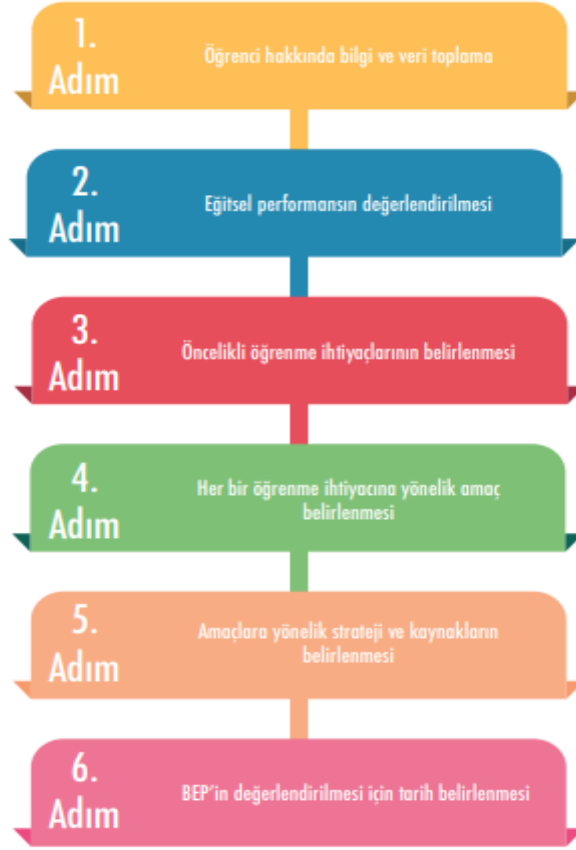 1.
Adım
Öğrenci hakkında bilgi ve veri toplama
2.
Adım
Eğitsel performansın değerlendirilmesi
3.
Adım
Öncelikli öğrenme ihtiyaçlarının belirlenmesi
4.
Adım
Her bir öğrenme ihtiyacına yönelik amaç
belirlenmesi
5.
Adım
Amaçlara yönelik strateji ve kaynakların
belirlenmesi
6.
Adım
BEP'in değerlendirilmesi için tarih belirlenmesi